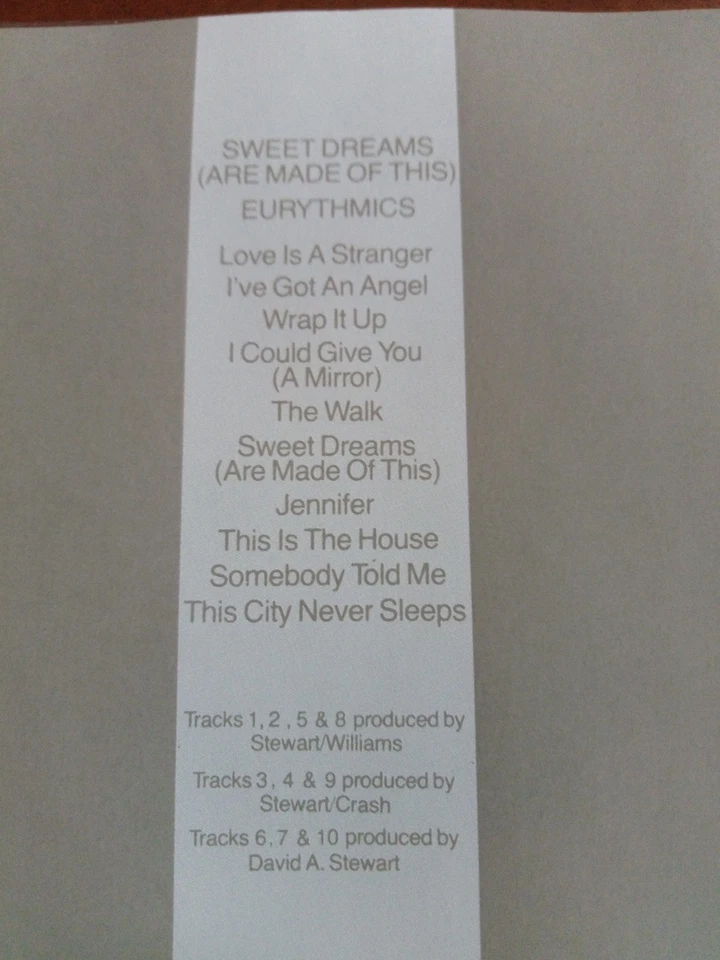 SWEET DREAMS
(ARE MADE OF THIS)
EURYTHMICS
Love Is A Stranger
I've Got An Angel
Wrap It Up
I Could Give You
(A Mirror)
The Walk
Sweet Dreams
(Are Made Of This)
Jennifer
This Is The House
Somebody Told Me
This City Never Sleeps
Tracks 1, 2 , 5 & 8 produced by
Stewart/Williams
Tracks 3, 4 & 9 produced by
Stewart/Crash
Tracks 6, 7 & 10 produced by
David A. Stewart